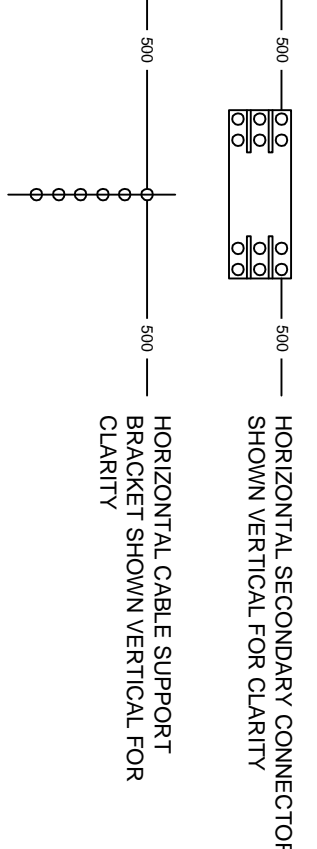 500
500
HORIZONTAL SECONDARY CONNECTOR
SHOWN VERTICAL FOR CLARITY
500
500
HORIZONTAL CABLE SUPPORT
BRACKET SHOWN VERTICAL FOR
CLARITY